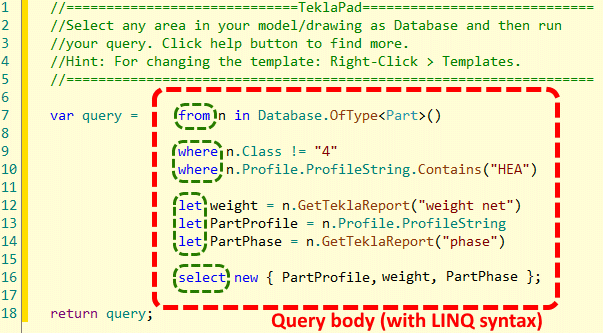 1 //==============================TeklaPad==============================
2 //Select any area in your model/drawing as Database and then run
3 //your query. Click help button to find more.
4 //Hint: For changing the template: Right-Click > Templates.
5 //====================================================================
6
7 var query = from n in Database.OfType<Part>()
8
9 where n.Class != "4"
10 where n.Profile.ProfileString.Contains("HEA")
11
12 let weight = n.GetTeklaReport("weight net")
13 let PartProfile = n.Profile.ProfileString
14 let PartPhase = n.GetTeklaReport("phase")
15
16 select new { PartProfile, weight, PartPhase };
17
18 return query;
Query body (with LINQ syntax)